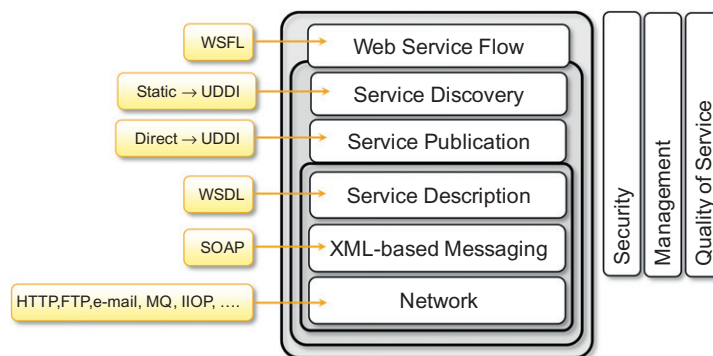 WSFL
Web Service Flow
Static → UDDI
Service Discovery
Direct → UDDI
Service Publication
WSDL
Service Description
SOAP
XML-based Messaging
HTTP,FTP,e-mail, MQ, IIOP, ….
Network
Security
Management
Quality of Service